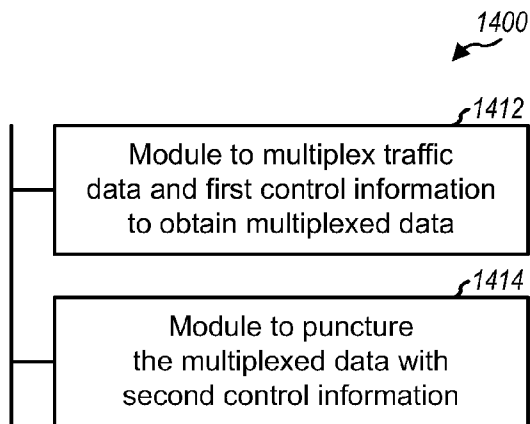 1400
1412
Module to multiplex traffic
data and first control information
to obtain multiplexed data
1414
Module to puncture
the multiplexed data with
second control information